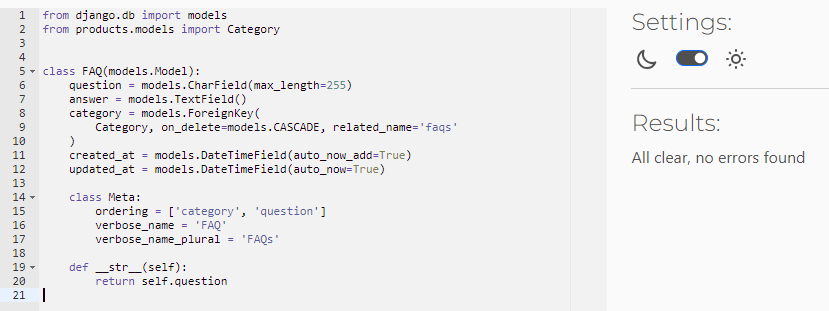 1 from django.db import models
2 from products.models import Category
3
4
5 class FAQ(models.Model):
6     question = models.CharField(max_length=255)
7     answer = models.TextField()
8     category = models.ForeignKey(
9         Category, on_delete=models.CASCADE, related_name='faqs'
10     )
11     created_at = models.DateTimeField(auto_now_add=True)
12     updated_at = models.DateTimeField(auto_now=True)
13
14     class Meta:
15         ordering = ['category', 'question']
16         verbose_name = 'FAQ'
17         verbose_name_plural = 'FAQs'
18
19     def __str__(self):
20         return self.question
21
Settings:
Results:
All clear, no errors found